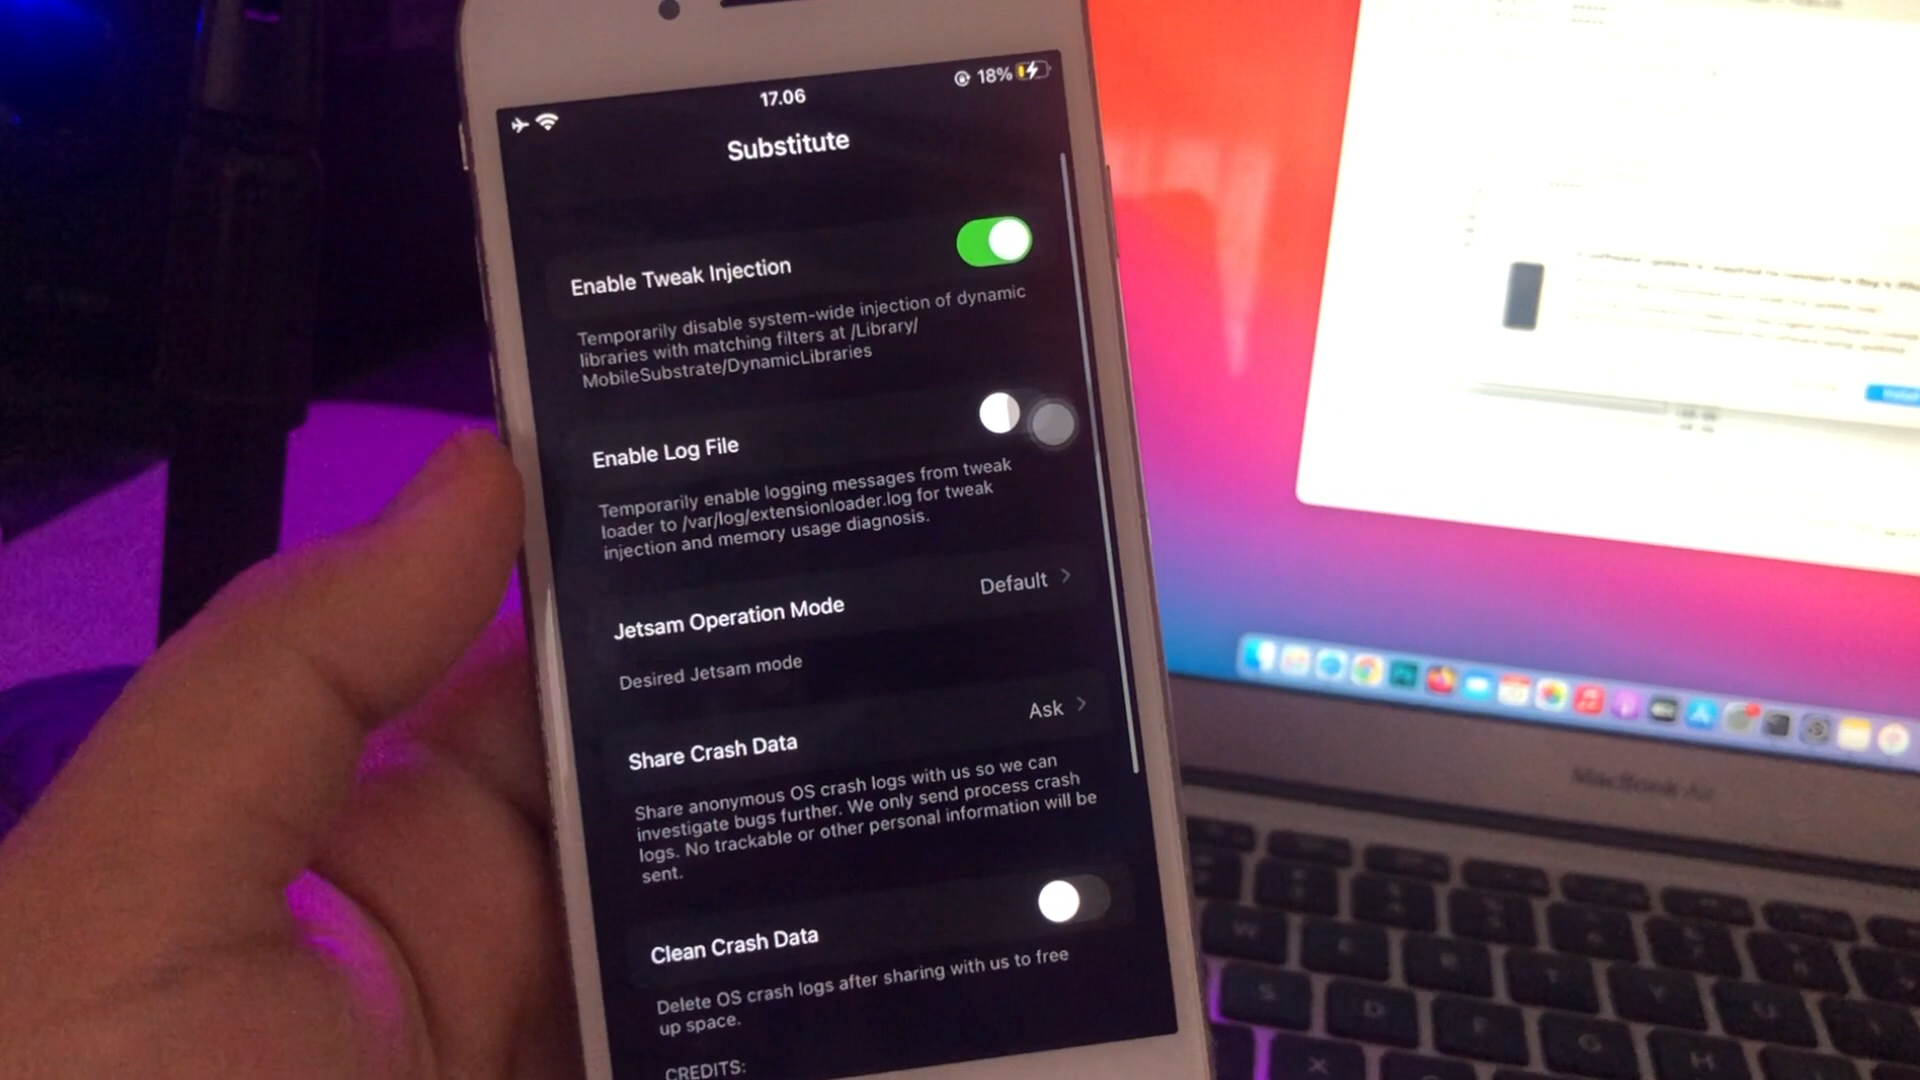 17.06
18%
Substitute
Enable Tweak Injection
Temporarily disable system-wide injection of dynamic
libraries with matching filters at /Library/
MobileSubstrate/DynamicLibraries
Enable Log File
Temporarily enable logging messages from tweak
loader to /var/log/extensionloader.log for tweak
injection and memory usage diagnosis.
Jetsam Operation Mode
Default
Desired Jetsam mode
Share Crash Data
Ask
Share anonymous OS crash logs with us so we can
investigate bugs further. We only send process crash
logs. No trackable or other personal information will be
sent.
Clean Crash Data
Delete OS crash logs after sharing with us to free
up space.
CREDITS:
MacBook Air